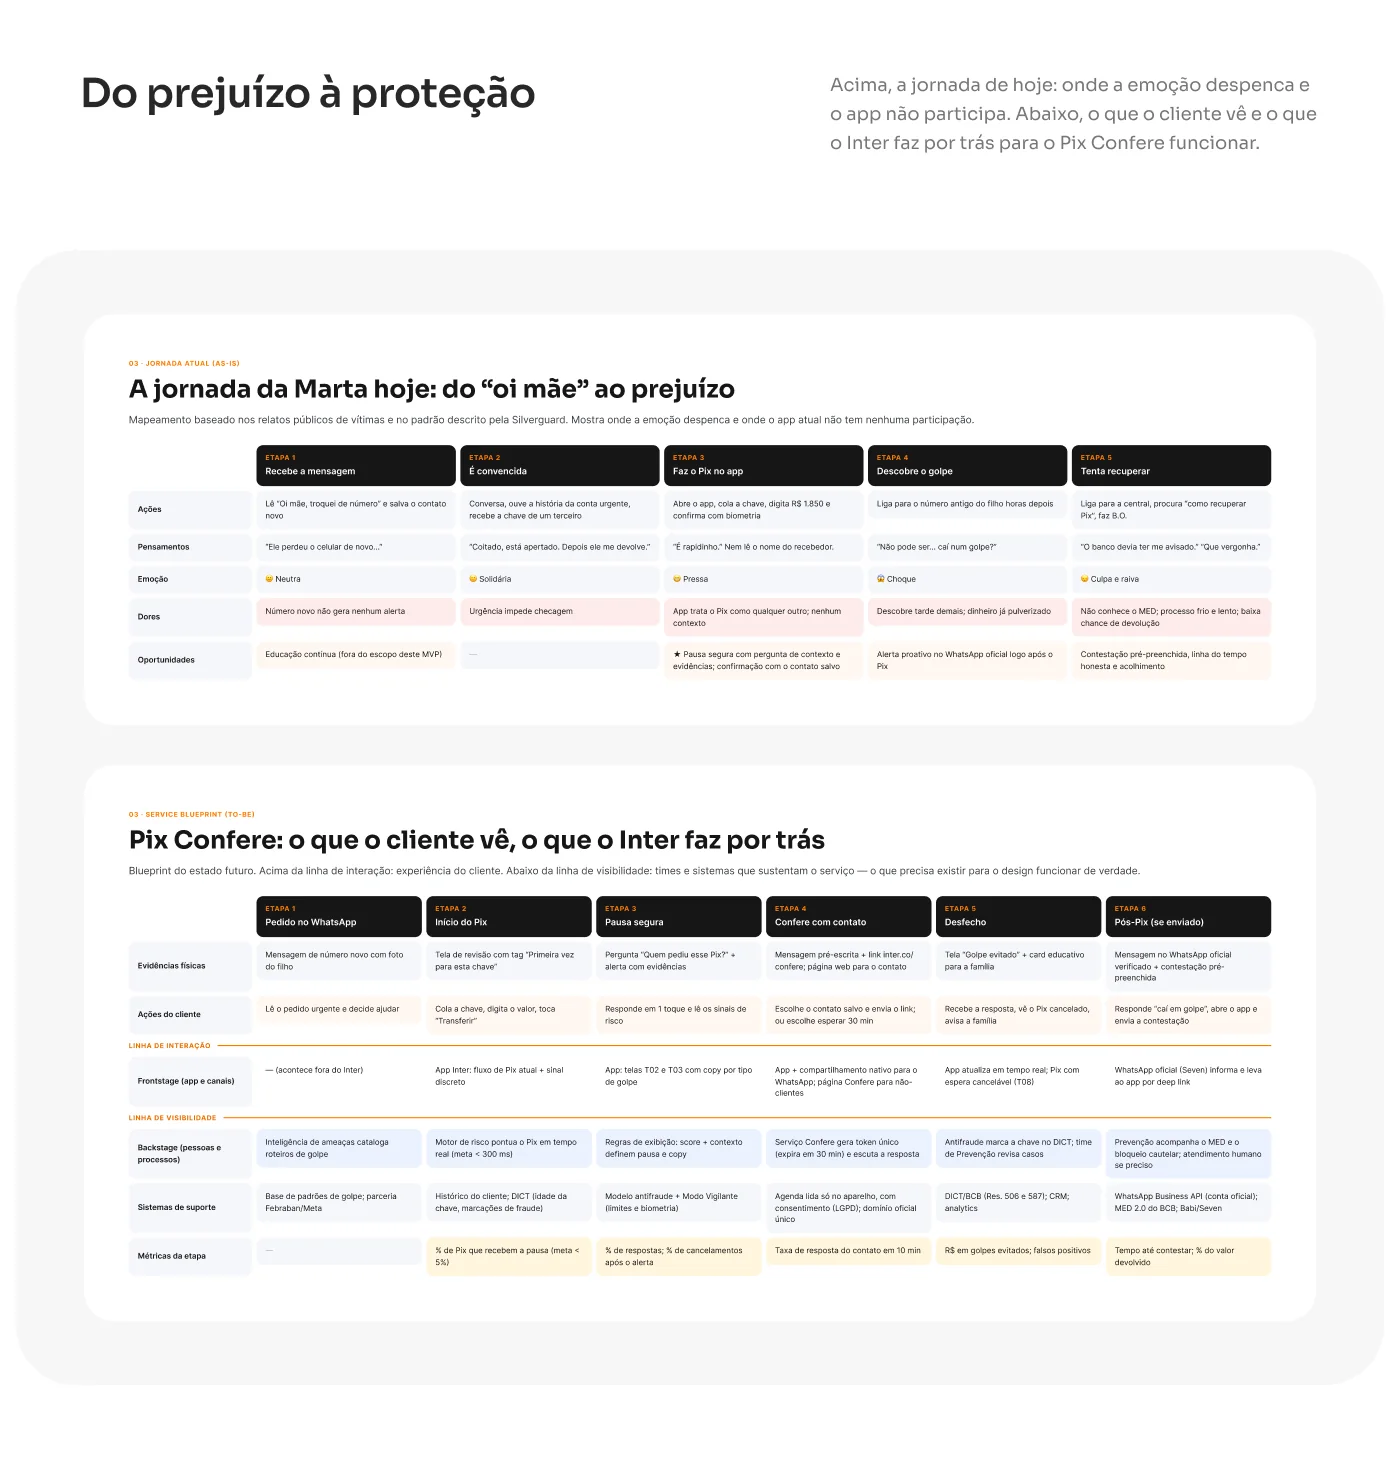 Do prejuízo à proteção
Acima, a jornada de hoje: onde a emoção despenca e
o app não participa. Abaixo, o que o cliente vê e o que
o Inter faz por trás para o Pix Confere funcionar.
03 · JORNADA ATUAL (AS-IS)
A jornada da Marta hoje: do “oi mãe” ao prejuízo
Mapeamento baseado nos relatos públicos de vítimas e no padrão descrito pela Silverguard. Mostra onde a emoção despenca e onde o app atual não tem nenhuma participação.
ETAPA 1
Recebe a mensagem
ETAPA 2
É convencida
ETAPA 3
Faz o Pix no app
ETAPA 4
Descobre o golpe
ETAPA 5
Tenta recuperar
Ações
Lê “Oi mãe, troquei de número” e salva o contato
novo
Conversa, ouve a história da conta urgente,
recebe a chave de um terceiro
Abre o app, cola a chave, digita R$ 1.850 e
confirma com biometria
Liga para o número antigo do filho horas depois
Liga para a central, procura “como recuperar
Pix”, faz B.O.
Pensamentos
“Ele perdeu o celular de novo…”
“Coitado, está apertado. Depois ele me devolve.”
“É rapidinho.” Nem lê o nome do recebedor.
“Não pode ser… caí num golpe?”
“O banco devia ter me avisado.” “Que vergonha.”
Emoção
Neutra
Solidária
Pressa
Choque
Culpa e raiva
Dores
Número novo não gera nenhum alerta
Urgência impede checagem
App trata o Pix como qualquer outro; nenhum
contexto
Descobre tarde demais; dinheiro já pulverizado
Não conhece o MED; processo frio e lento; baixa
chance de devolução
Oportunidades
Educação contínua (fora do escopo deste MVP)
—
★ Pausa segura com pergunta de contexto e
evidências; confirmação com o contato salvo
Alerta proativo no WhatsApp oficial logo após o
Pix
Contestação pré-preenchida, linha do tempo
honesta e acolhimento
03 · SERVICE BLUEPRINT (TO-BE)
Pix Confere: o que o cliente vê, o que o Inter faz por trás
Blueprint do estado futuro. Acima da linha de interação: experiência do cliente. Abaixo da linha de visibilidade: times e sistemas que sustentam o serviço — o que precisa existir para o design funcionar de verdade.
ETAPA 1
Pedido no WhatsApp
ETAPA 2
Início do Pix
ETAPA 3
Pausa segura
ETAPA 4
Confere com contato
ETAPA 5
Desfecho
ETAPA 6
Pós-Pix (se enviado)
Evidências físicas
Mensagem de número novo com foto
do filho
Tela de revisão com tag “Primeira vez
para esta chave”
Pergunta “Quem pediu esse Pix?” +
alerta com evidências
Mensagem pré-escrita + link inter.co/
confere; página web para o contato
Tela “Golpe evitado” + card educativo
para a família
Mensagem no WhatsApp oficial
verificado + contestação pré-
preenchida
Ações do cliente
Lê o pedido urgente e decide ajudar
Cola a chave, digita o valor, toca
“Transferir”
Responde em 1 toque e lê os sinais de
risco
Escolhe o contato salvo e envia o link;
ou escolhe esperar 30 min
Recebe a resposta, vê o Pix cancelado,
avisa a família
Responde “caí em golpe”, abre o app e
envia a contestação
LINHA DE INTERAÇÃO
Frontstage (app e canais)
— (acontece fora do Inter)
App Inter: fluxo de Pix atual + sinal
discreto
App: telas T02 e T03 com copy por tipo
de golpe
App + compartilhamento nativo para o
WhatsApp; página Confere para não-
clientes
App atualiza em tempo real; Pix com
espera cancelável (T08)
WhatsApp oficial (Seven) informa e leva
ao app por deep link
LINHA DE VISIBILIDADE
Backstage (pessoas e
processos)
Inteligência de ameaças cataloga
roteiros de golpe
Motor de risco pontua o Pix em tempo
real (meta < 300 ms)
Regras de exibição: score + contexto
definem pausa e copy
Serviço Confere gera token único
(expira em 30 min) e escuta a resposta
Antifraude marca a chave no DICT; time
de Prevenção revisa casos
Prevenção acompanha o MED e o
bloqueio cautelar; atendimento humano
se preciso
Sistemas de suporte
Base de padrões de golpe; parceria
Febraban/Meta
Histórico do cliente; DICT (idade da
chave, marcações de fraude)
Modelo antifraude + Modo Vigilante
(limites e biometria)
Agenda lida só no aparelho, com
consentimento (LGPD); domínio oficial
único
DICT/BCB (Res. 506 e 587); CRM;
analytics
WhatsApp Business API (conta oficial);
MED 2.0 do BCB; Babi/Seven
Métricas da etapa
—
% de Pix que recebem a pausa (meta <
5%)
% de respostas; % de cancelamentos
após o alerta
Taxa de resposta do contato em 10 min
R$ em golpes evitados; falsos positivos
Tempo até contestar; % do valor
devolvido